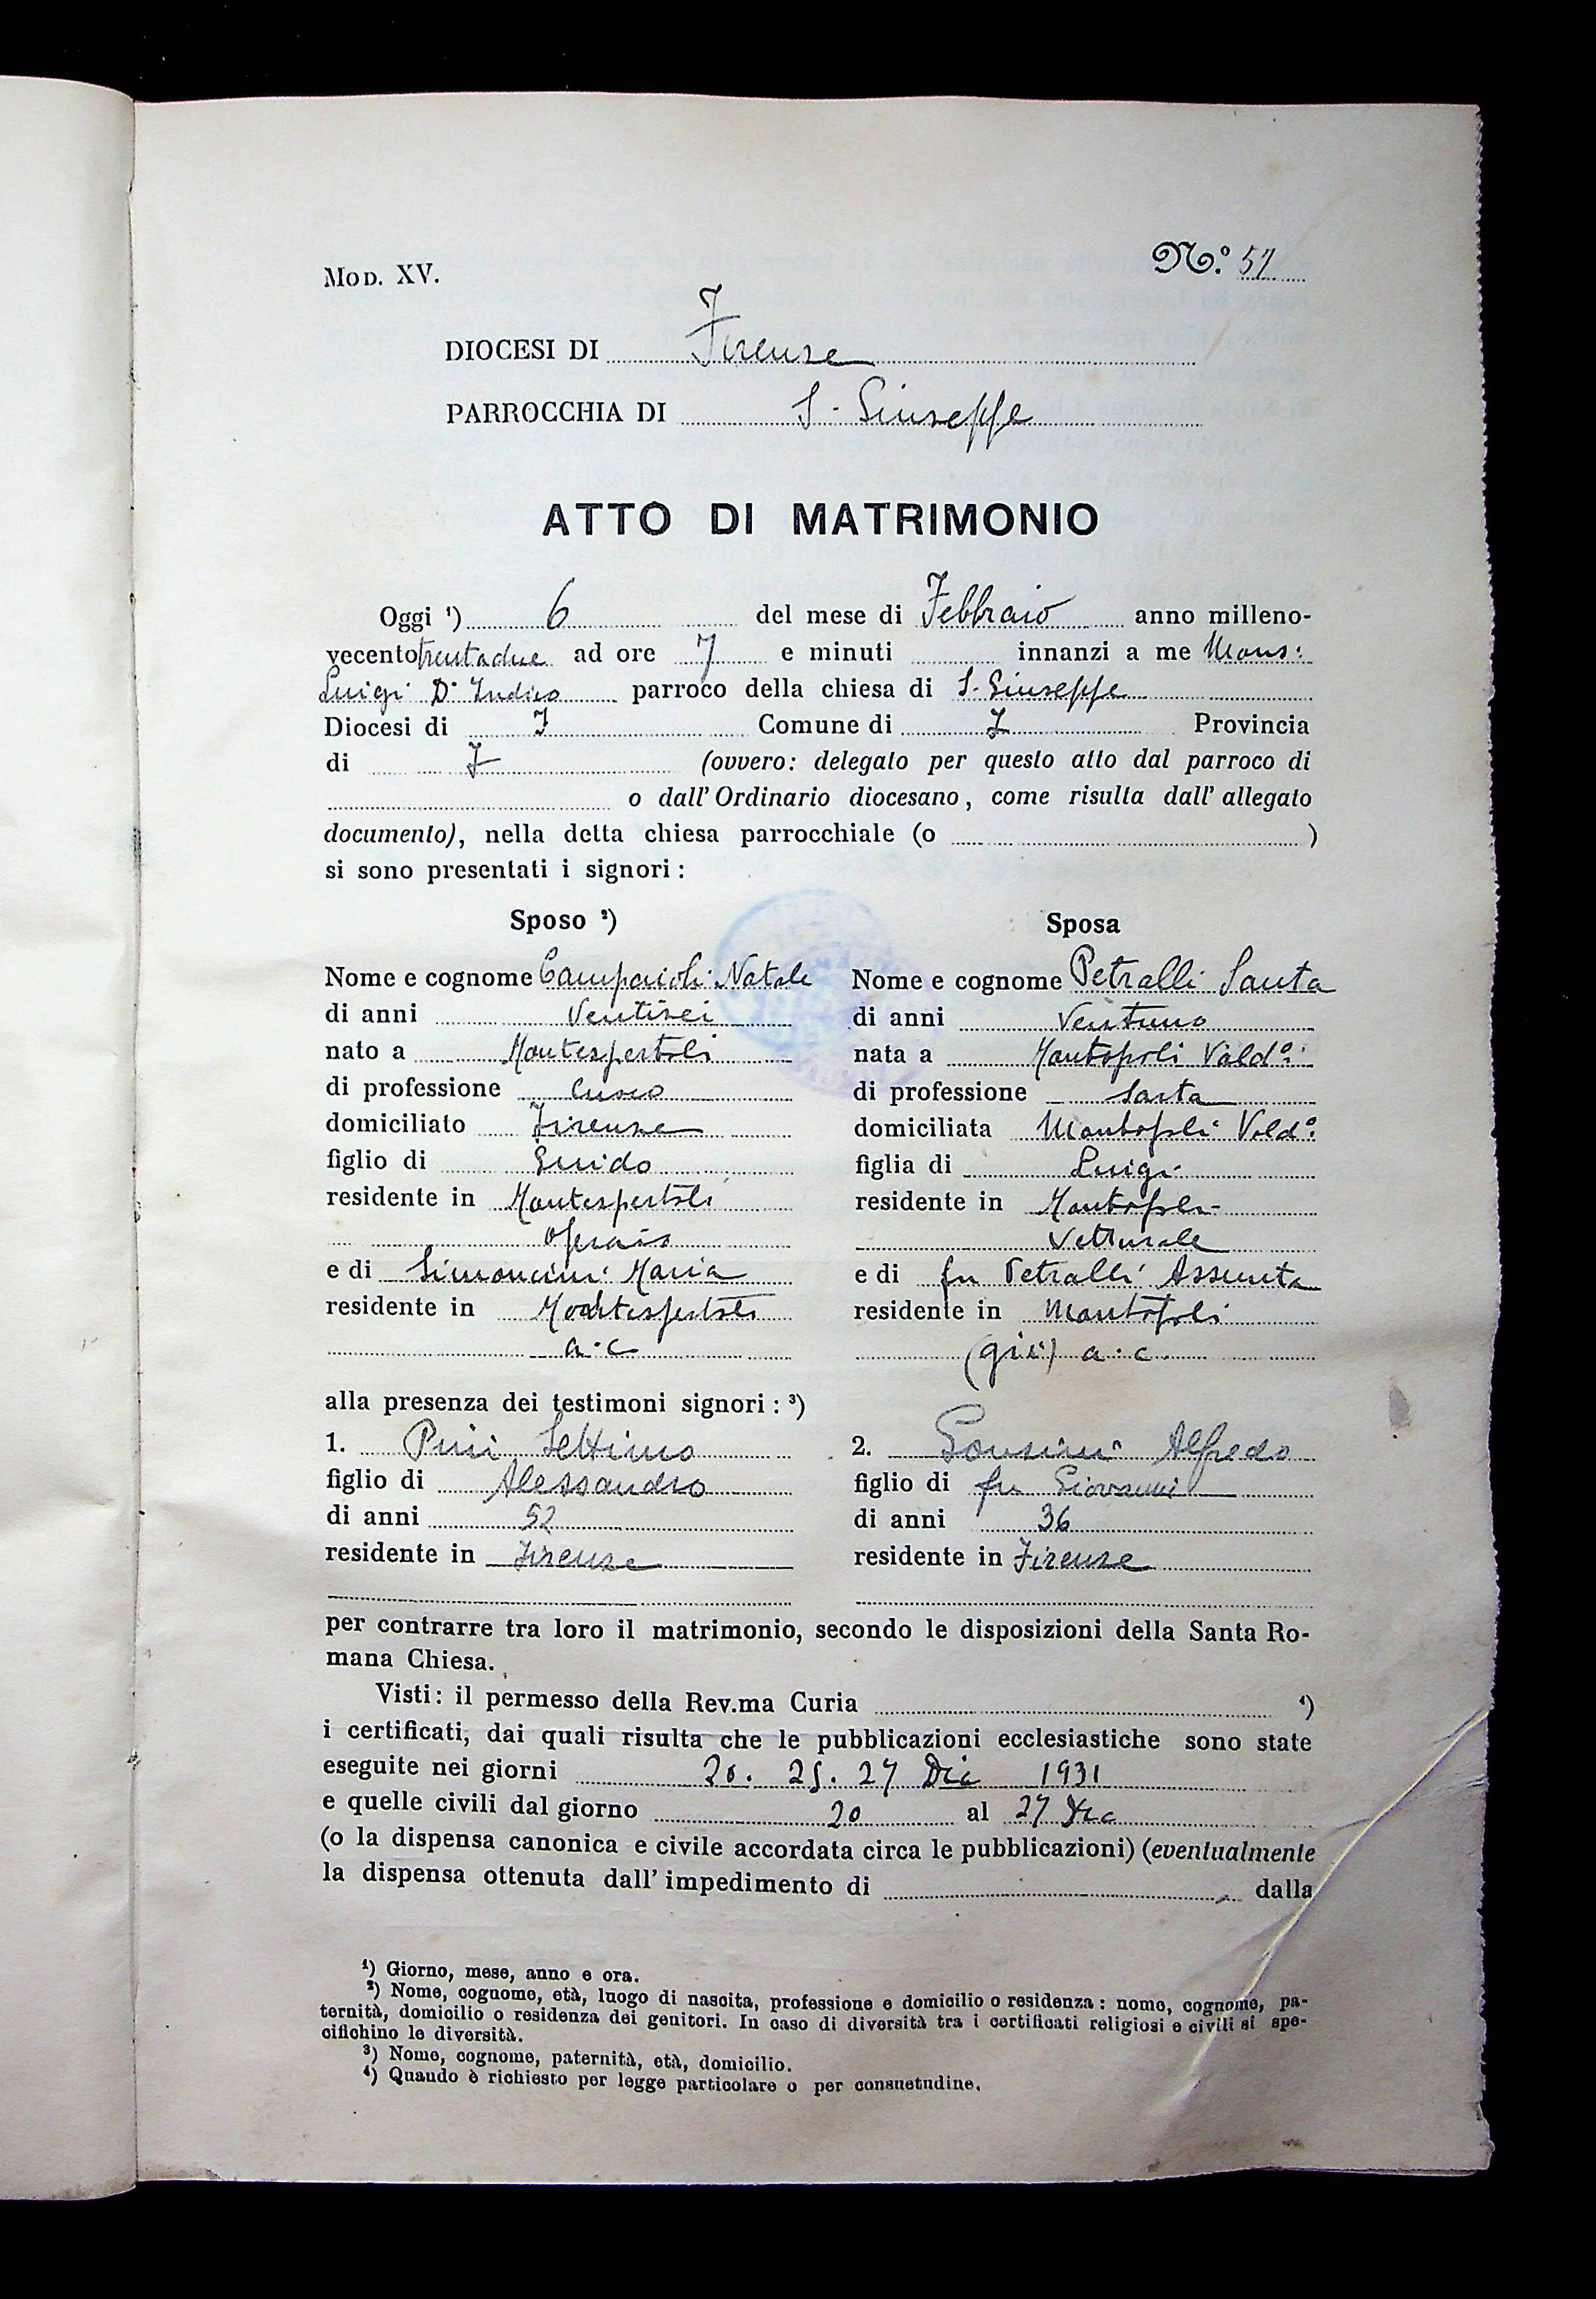 MOD. XV.
N.º 57
DIOCESI DI Firenze
PARROCCHIA DI S. Giuseppe
ATTO DI MATRIMONIO
Oggi ¹) 6 del mese di Febbraio anno milleno-
vecento trentadue ad ore 7 e minuti innanzi a me Mons:
Luigi D'Indico parroco della chiesa di S. Giuseppe
Diocesi di F Comune di F Provincia
di F (ovvero: delegato per questo atto dal parroco di
o dall' Ordinario diocesano, come risulta dall' allegato
documento), nella detta chiesa parrocchiale (o )
si sono presentati i signori :
Sposo ²)
Nome e cognome Campaioli Natale
di anni Ventisei
nato a Montespertoli
di professione cuoco
domiciliato Firenze
figlio di Guido
residente in Montespertoli
operaio
e di Simoncini Maria
residente in Montespertoli
a. c
Sposa
Nome e cognome Petralli Santa
di anni Ventuno
nata a Montopoli Vald°:
di professione sarta
domiciliata Montopoli Vald°:
figlia di Luigi
residente in Montopoli
Vetturale
e di fu Petralli Assunta
residente in Montopoli
(già) a. c.
alla presenza dei testimoni signori : ³)
1. Pini Settimo
figlio di Alessandro
di anni 52
residente in Firenze
2. Gonsini Alfredo
figlio di fu Giovanni
di anni 36
residente in Firenze
per contrarre tra loro il matrimonio, secondo le disposizioni della Santa Ro-
mana Chiesa.
Visti: il permesso della Rev.ma Curia ⁴)
i certificati, dai quali risulta che le pubblicazioni ecclesiastiche sono state
eseguite nei giorni 20. 25. 27 Dic 1931
e quelle civili dal giorno 20 al 27 Dic
(o la dispensa canonica e civile accordata circa le pubblicazioni) (eventualmente
la dispensa ottenuta dall' impedimento di dalla
¹) Giorno, mese, anno e ora.
²) Nome, cognome, età, luogo di nascita, professione e domicilio o residenza : nome, cognome, pa-
ternità, domicilio o residenza dei genitori. In caso di diversità tra i certificati religiosi e civili si spe-
cifichino le diversità.
³) Nome, cognome, paternità, età, domicilio.
⁴) Quando è richiesto per legge particolare o per consuetudine.